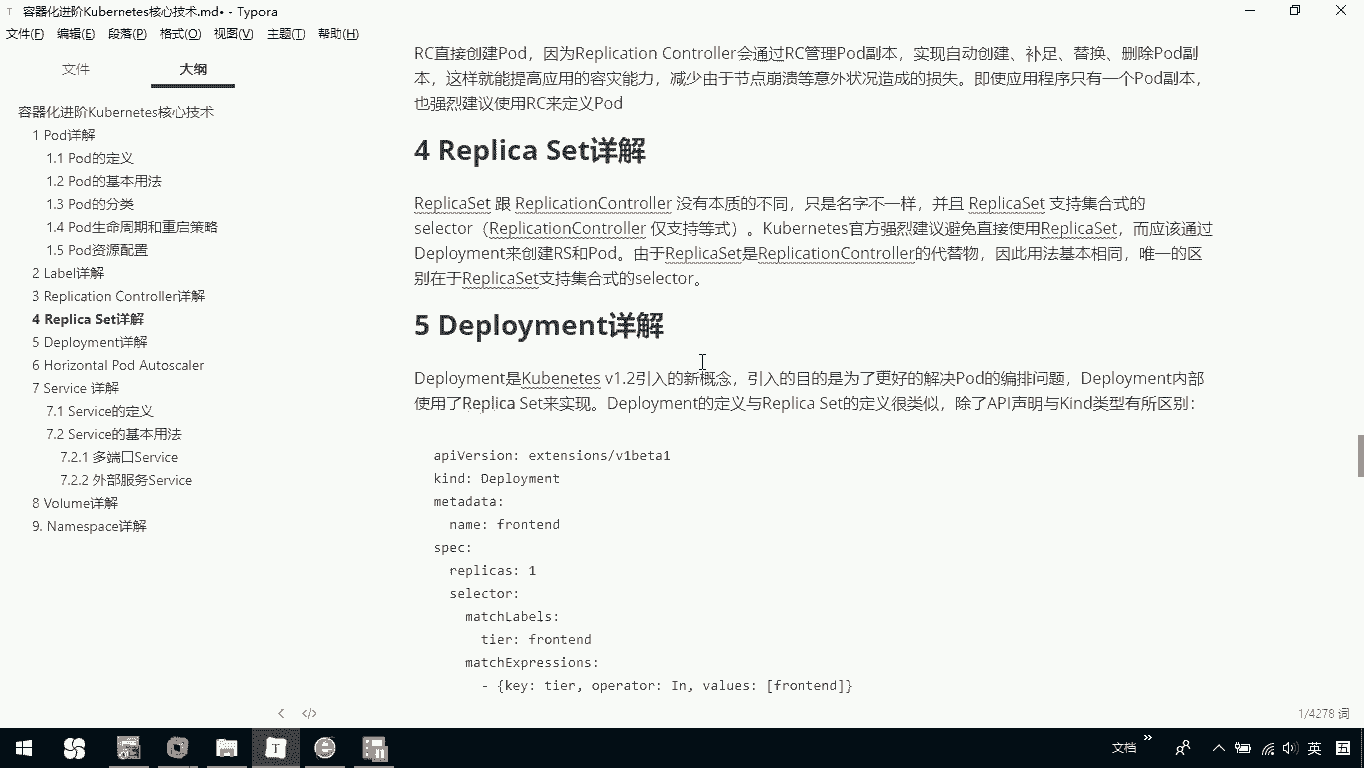 容器化进阶Kubernetes核心技术.md• - Typora
文件(F) 编辑(E) 段落(P) 格式(O) 视图(V) 主题(T) 帮助(H)
文件 大纲
容器化进阶Kubernetes核心技术
1 Pod详解
1.1 Pod的定义
1.2 Pod的基本用法
1.3 Pod的分类
1.4 Pod生命周期和重启策略
1.5 Pod资源配置
2 Label详解
3 Replication Controller详解
4 Replica Set详解
5 Deployment详解
6 Horizontal Pod Autoscaler
7 Service 详解
7.1 Service的定义
7.2 Service的基本用法
7.2.1 多端口Service
7.2.2 外部服务Service
8 Volume详解
9. Namespace详解
RC直接创建Pod，因为Replication Controller会通过RC管理Pod副本，实现自动创建、补足、替换、删除Pod副
本，这样就能提高应用的容灾能力，减少由于节点崩溃等意外状况造成的损失。即使应用程序只有一个Pod副本，
也强烈建议使用RC来定义Pod
4 Replica Set详解
ReplicaSet 跟 ReplicationController 没有本质的不同，只是名字不一样，并且 ReplicaSet 支持集合式的
selector（ReplicationController 仅支持等式）。Kubernetes官方强烈建议避免直接使用ReplicaSet，而应该通过
Deployment来创建RS和Pod。由于ReplicaSet是ReplicationController的代替物，因此用法基本相同，唯一的区
别在于ReplicaSet支持集合式的selector。
5 Deployment详解
Deployment是Kubenetes v1.2引入的新概念，引入的目的是为了更好的解决Pod的编排问题，Deployment内部
使用了Replica Set来实现。Deployment的定义与Replica Set的定义很类似，除了API声明与Kind类型有所区别：
apiVersion: extensions/v1beta1
kind: Deployment
metadata:
name: frontend
spec:
replicas: 1
selector:
matchLabels:
tier: frontend
matchExpressions:
- {key: tier, operator: In, values: [frontend]}
1/4278 词
文档 英 五